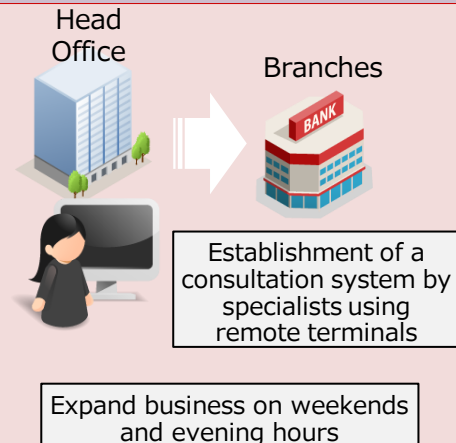 Head
Office
Branches
BANK
Establishment of a
consultation system by
specialists using
remote terminals
Expand business on weekends
and evening hours